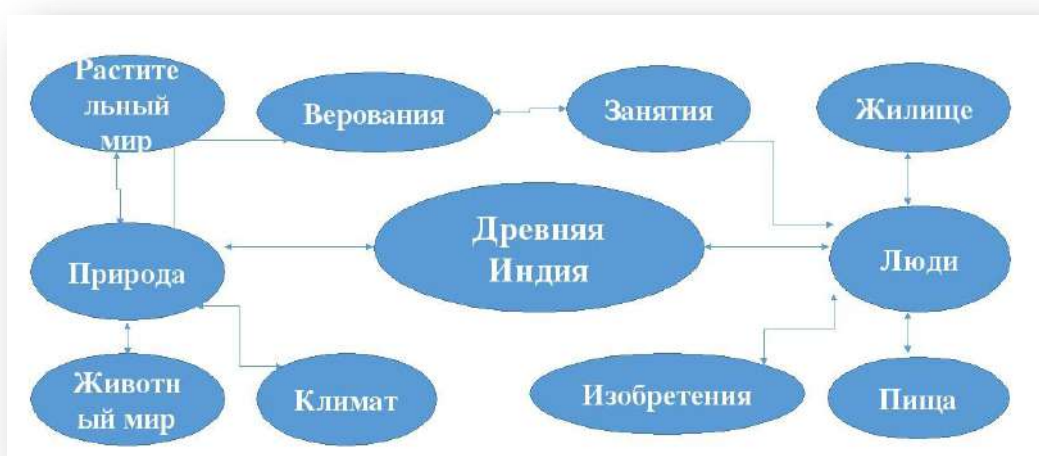 Растите
льный
мир
Верования
Занятия
Жилище
Древняя
Индия
Природа
Люди
Животн
ый мир
Климат
Изобретения
Пища